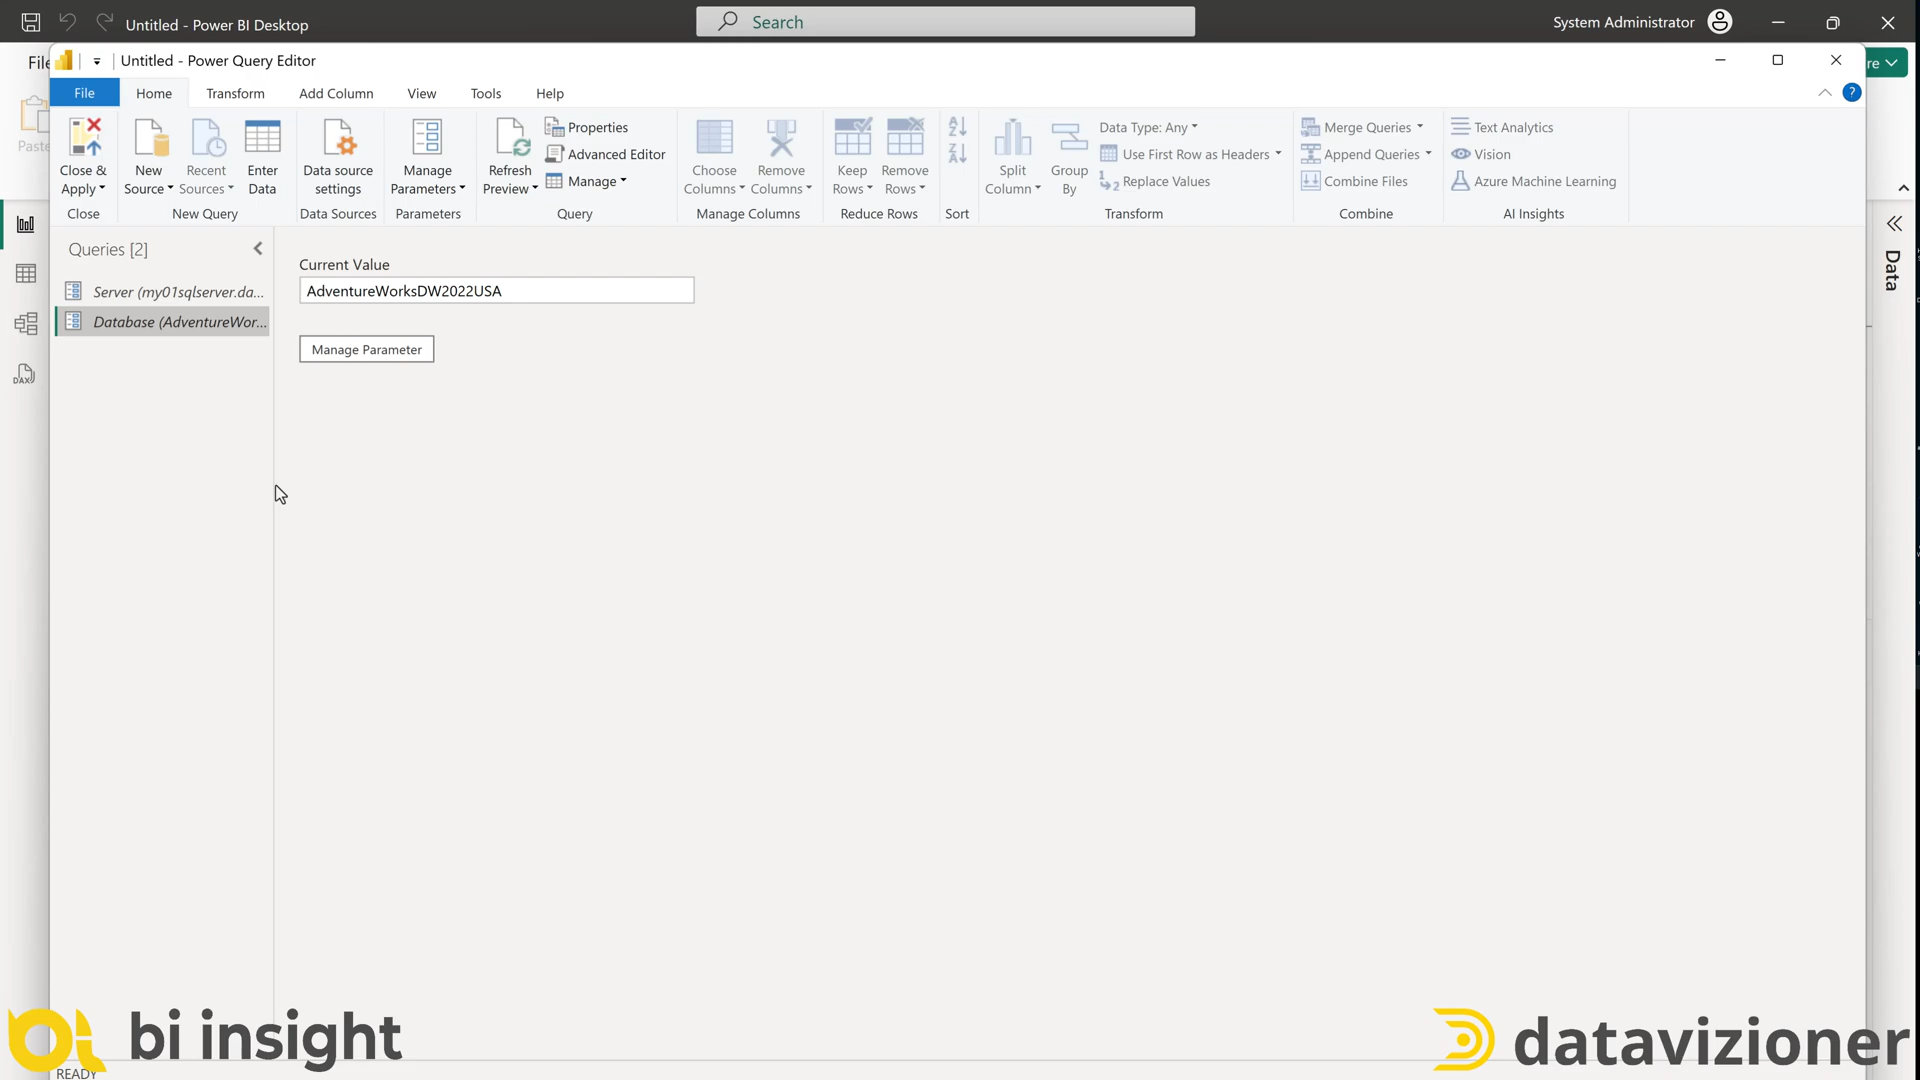 Untitled - Power BI Desktop
Search
System Administrator
File
Untitled - Power Query Editor
re
File
Home
Transform
Add Column
View
Tools
Help
?
Paste
Close &
Apply
Close
New
Source
Recent
Sources
Enter
Data
New Query
Data source
settings
Data Sources
Manage
Parameters
Parameters
Refresh
Preview
Properties
Advanced Editor
Manage
Query
Choose
Columns
Remove
Columns
Manage Columns
Keep
Rows
Remove
Rows
Reduce Rows
Sort
Split
Column
Group
By
Data Type: Any
Use First Row as Headers
Replace Values
Transform
Merge Queries
Append Queries
Combine Files
Combine
Text Analytics
Vision
Azure Machine Learning
AI Insights
Queries [2]
Server (my01sqlserver.da...
Database (AdventureWor...
Current Value
AdventureWorksDW2022USA
Manage Parameter
Data
DAX
bi insight
datavizioner
READY